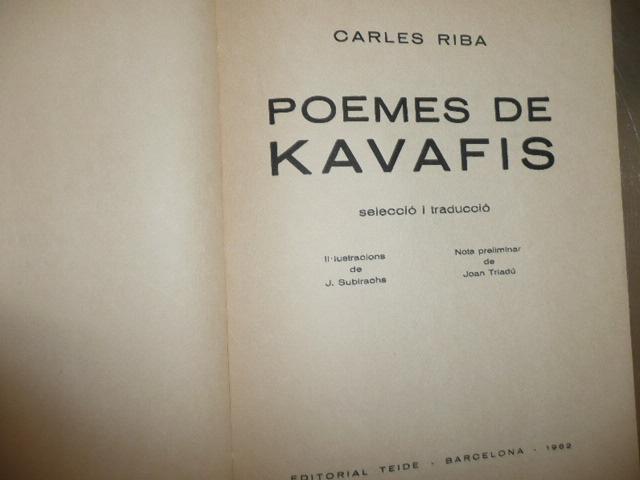 CARLES RIBA
POEMES DE
KAVAFIS
selecció i traducció
Il·lustracions
de
J. Subirachs
Nota preliminar
de
Joan Triadú
EDITORIAL TEIDE · BARCELONA · 1962